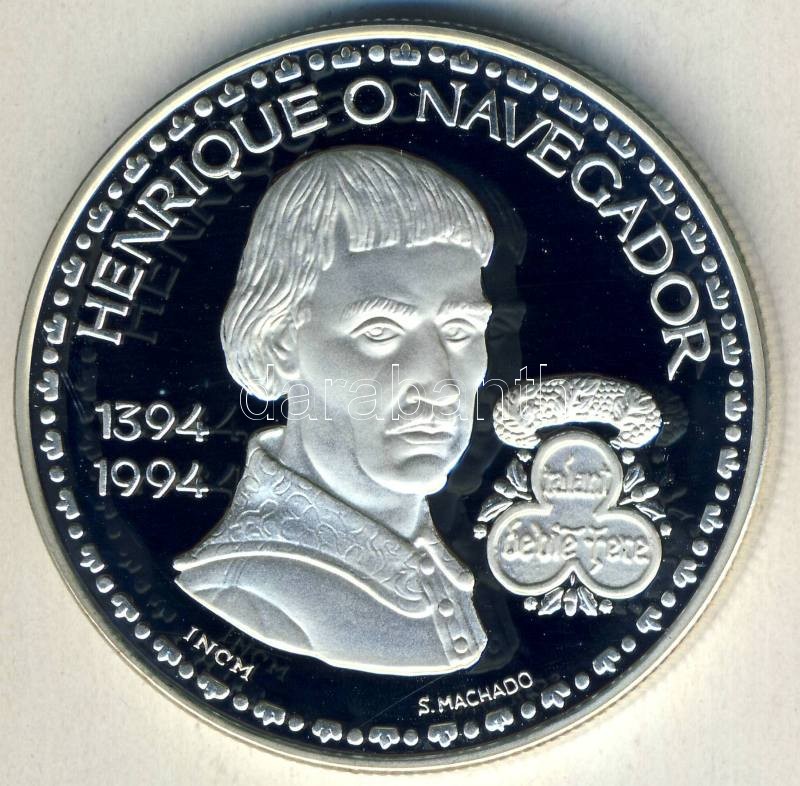 HENRIQUE O NAVEGADOR
1394
1994
talant
de bie fere
INCM
S. MACHADO
darabanth